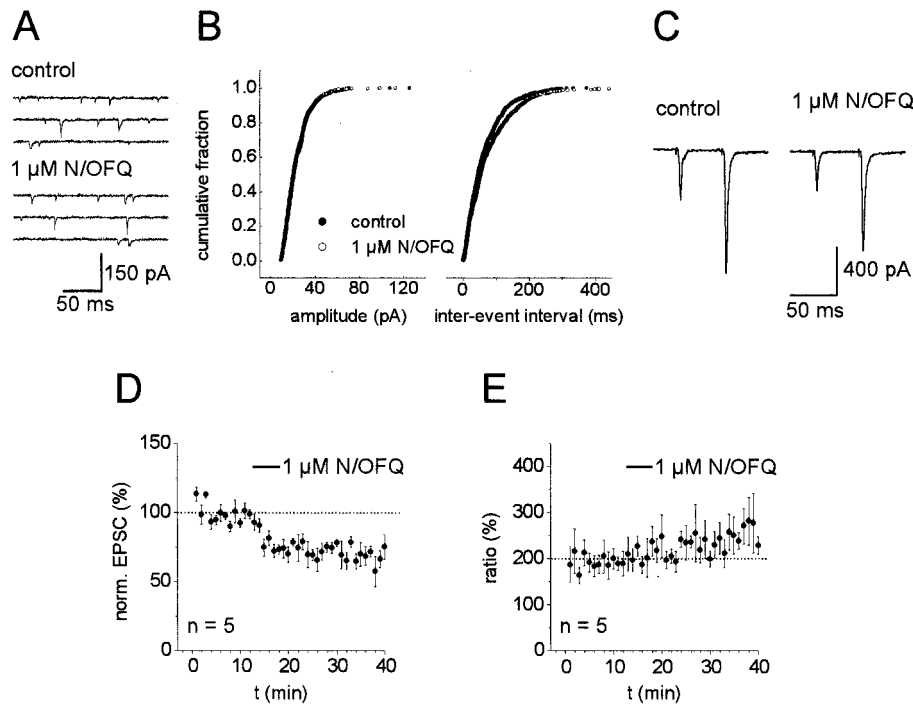 A
control
1 µM N/OFQ
150 pA
50 ms
B
cumulative fraction
1.0
0.8
0.6
0.4
0.2
0.0
control
1 µM N/OFQ
0 40 80 120
amplitude (pA)
0 200 400
inter-event interval (ms)
C
control
1 µM N/OFQ
400 pA
50 ms
D
norm. EPSC (%)
150
100
50
0
1 µM N/OFQ
n = 5
0 10 20 30 40
t (min)
E
ratio (%)
400
300
200
100
0
1 µM N/OFQ
n = 5
0 10 20 30 40
t (min)